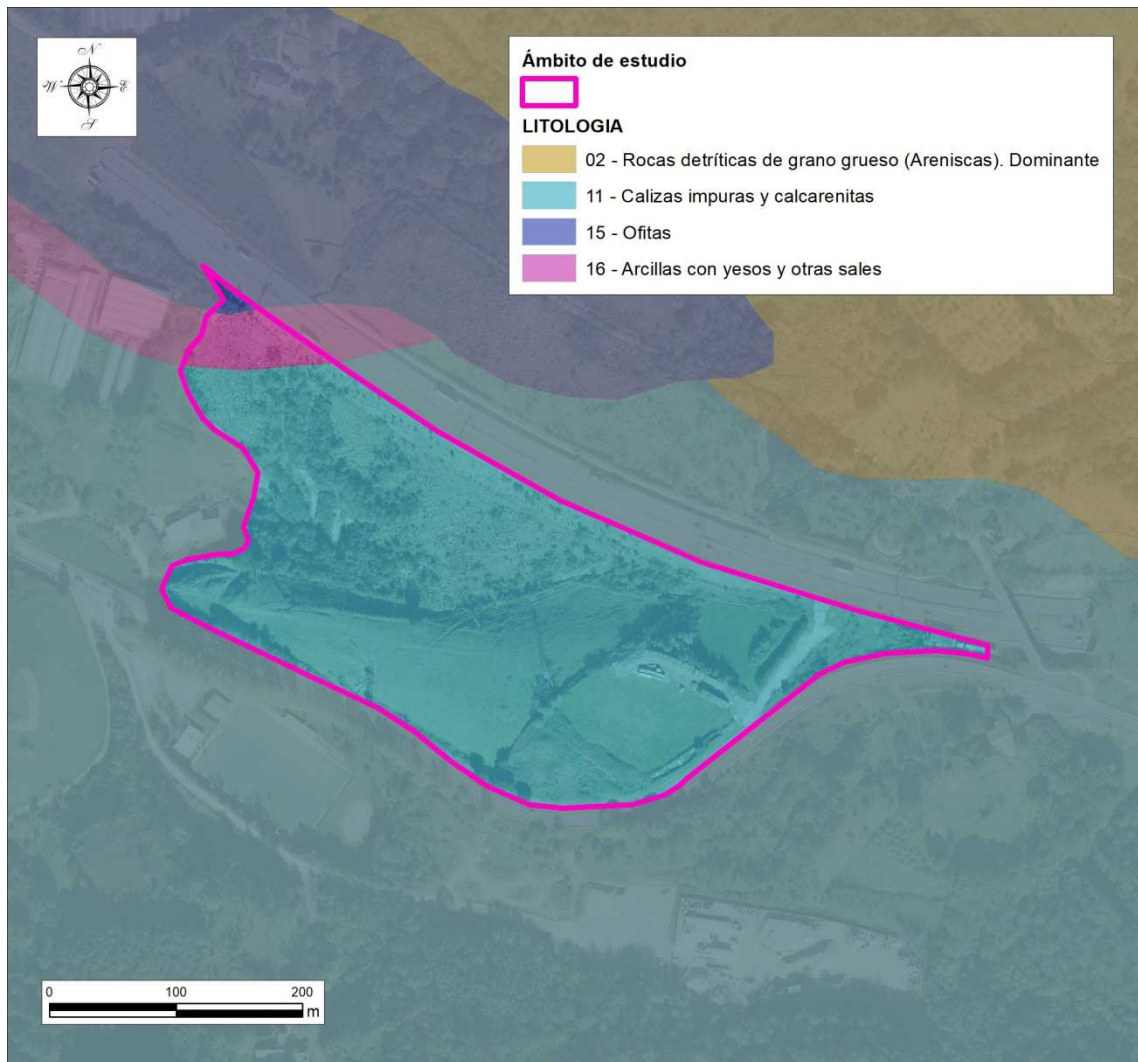 N
W
E
S
Ámbito de estudio
LITOLOGIA
02 - Rocas detríticas de grano grueso (Areniscas). Dominante
11 - Calizas impuras y calcarenitas
15 - Ofitas
16 - Arcillas con yesos y otras sales
0 100 200
m